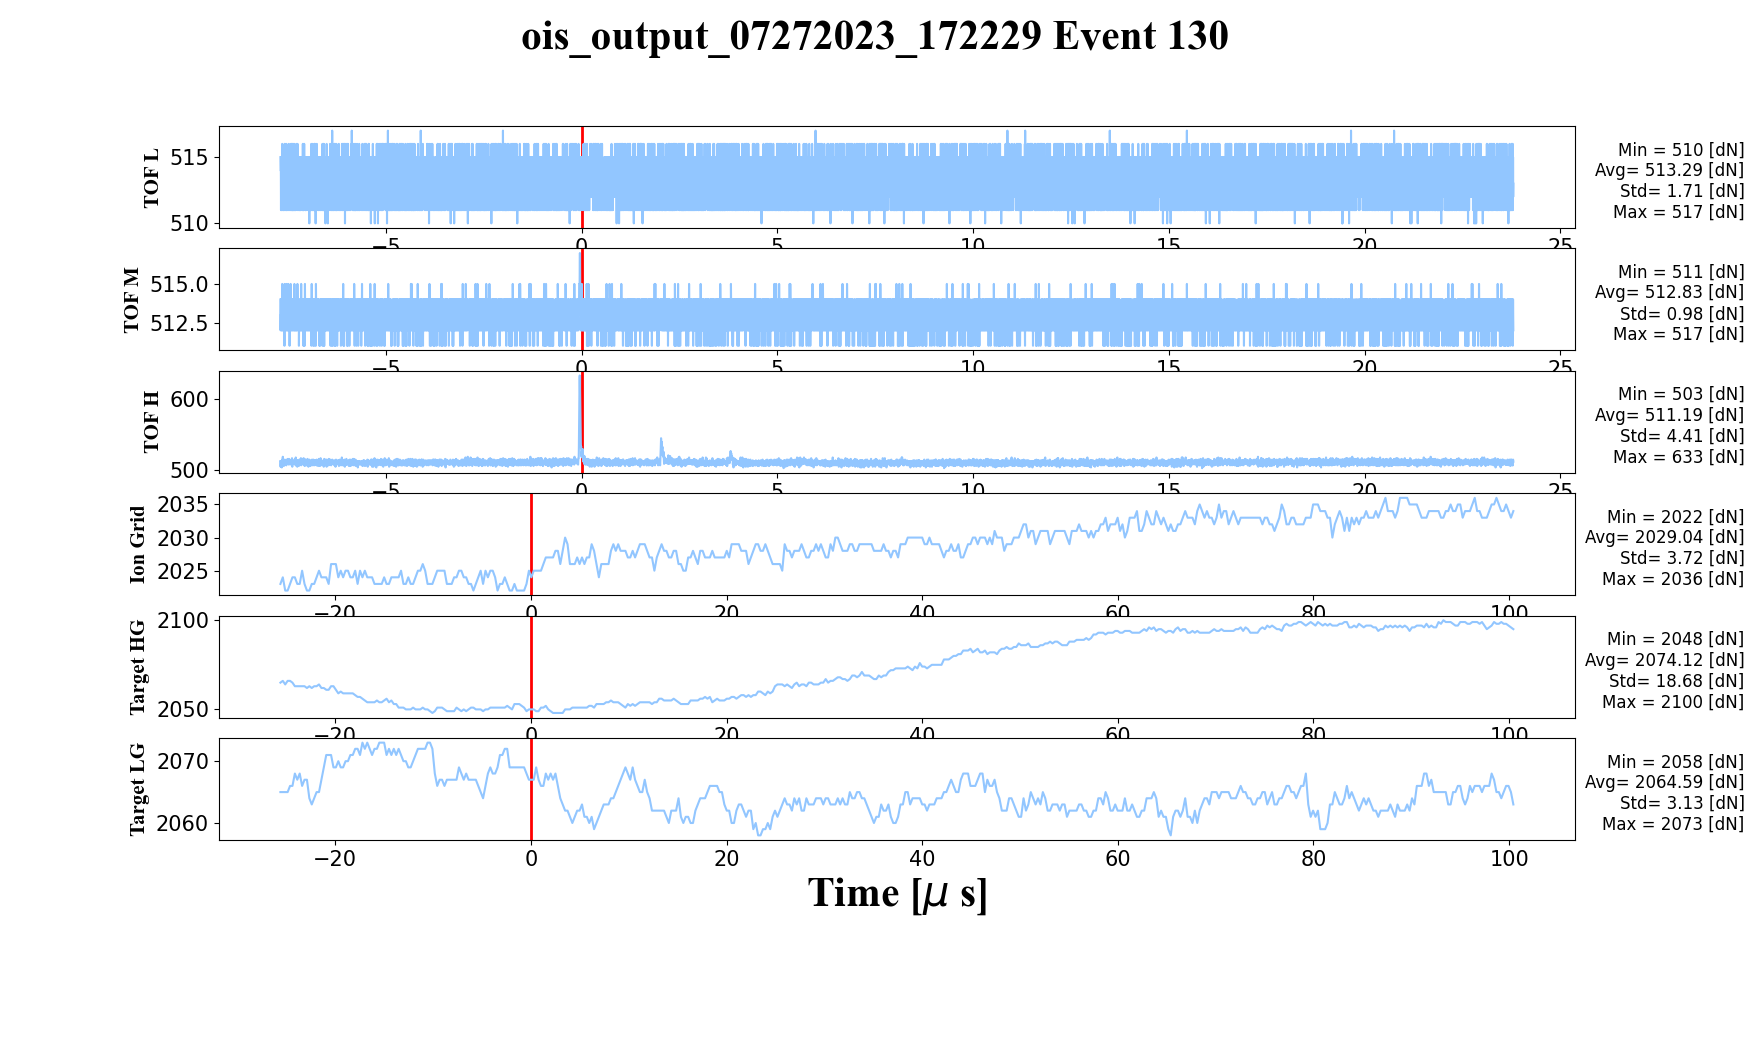 ois_output_07272023_172229 Event 130
TOF L
515
510
−5 0 5 10 15 20 25
Min = 510 [dN]
Avg= 513.29 [dN]
Std= 1.71 [dN]
Max = 517 [dN]
TOF M
515.0
512.5
−5 0 5 10 15 20 25
Min = 511 [dN]
Avg= 512.83 [dN]
Std= 0.98 [dN]
Max = 517 [dN]
TOF H
600
500
−5 0 5 10 15 20 25
Min = 503 [dN]
Avg= 511.19 [dN]
Std= 4.41 [dN]
Max = 633 [dN]
Ion Grid
2035
2030
2025
−20 0 20 40 60 80 100
Min = 2022 [dN]
Avg= 2029.04 [dN]
Std= 3.72 [dN]
Max = 2036 [dN]
Target HG
2100
2050
−20 0 20 40 60 80 100
Min = 2048 [dN]
Avg= 2074.12 [dN]
Std= 18.68 [dN]
Max = 2100 [dN]
Target LG
2070
2060
−20 0 20 40 60 80 100
Min = 2058 [dN]
Avg= 2064.59 [dN]
Std= 3.13 [dN]
Max = 2073 [dN]
Time [μ s]